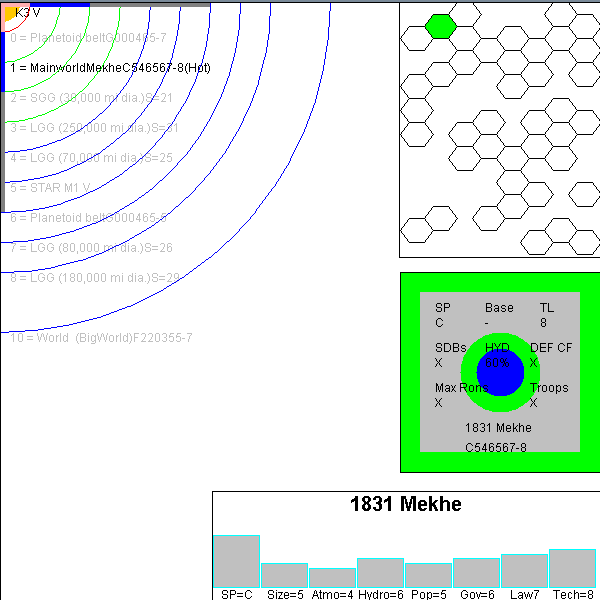 K3 V
0 = Planetoid beltG000465-7
1 = MainworldMekheC546567-8(Hot)
2 = SGG (39,000 mi dia.)S=21
3 = LGG (250,000 mi dia.)S=31
4 = LGG (70,000 mi dia.)S=25
5 = STAR M1 V
6 = Planetoid beltG000465-5
7 = LGG (80,000 mi dia.)S=26
8 = LGG (180,000 mi dia.)S=29
10 = World  (BigWorld)F220355-7
SP Base TL
C - 8
SDBs HYD DEF CF
X 60% X
Max Ron Troops
X X
1831 Mekhe
C546567-8
1831 Mekhe
SP=C Size=5 Atmo=4 Hydro=6 Pop=5 Gov=6 Law7 Tech=8